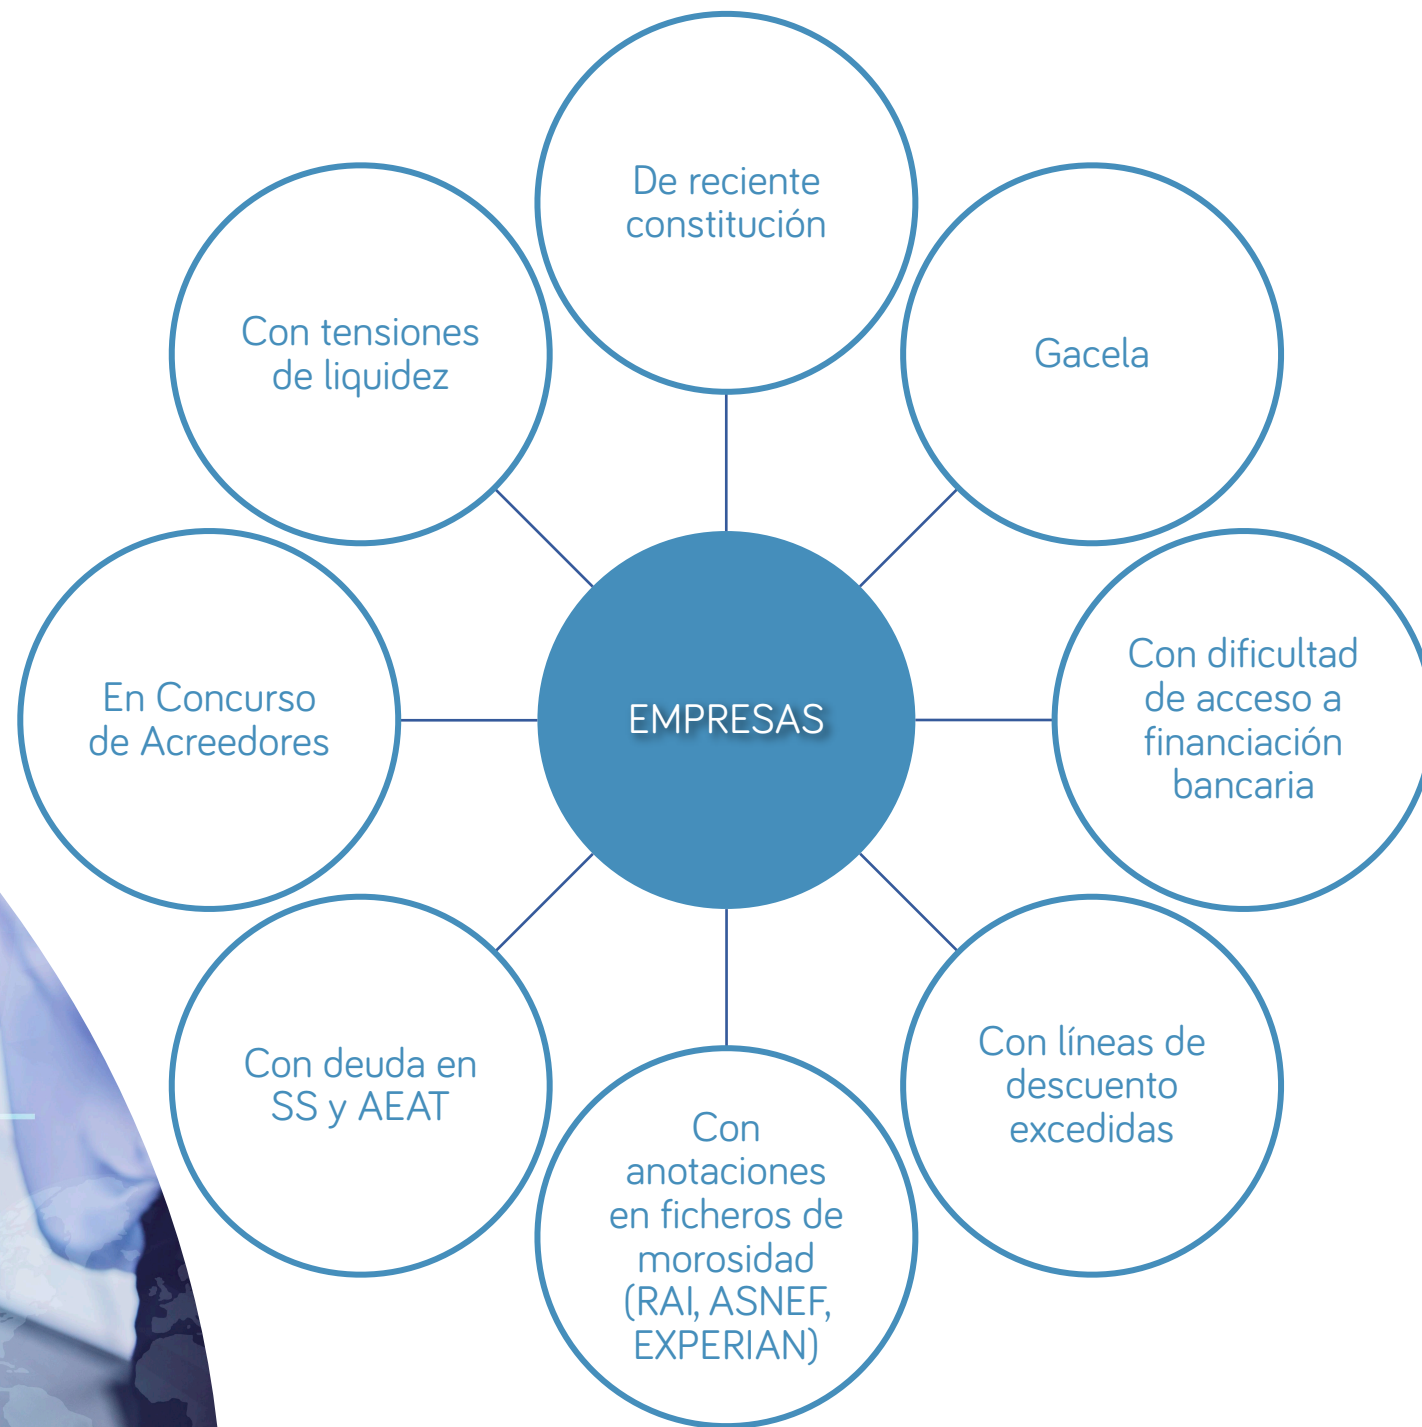 De reciente
constitución
Gacela
Con dificultad
de acceso a
financiación
bancaria
Con líneas de
descuento
excedidas
Con
anotaciones
en ficheros de
morosidad
(RAI, ASNEF,
EXPERIAN)
Con deuda en
SS y AEAT
En Concurso
de Acreedores
Con tensiones
de liquidez
EMPRESAS